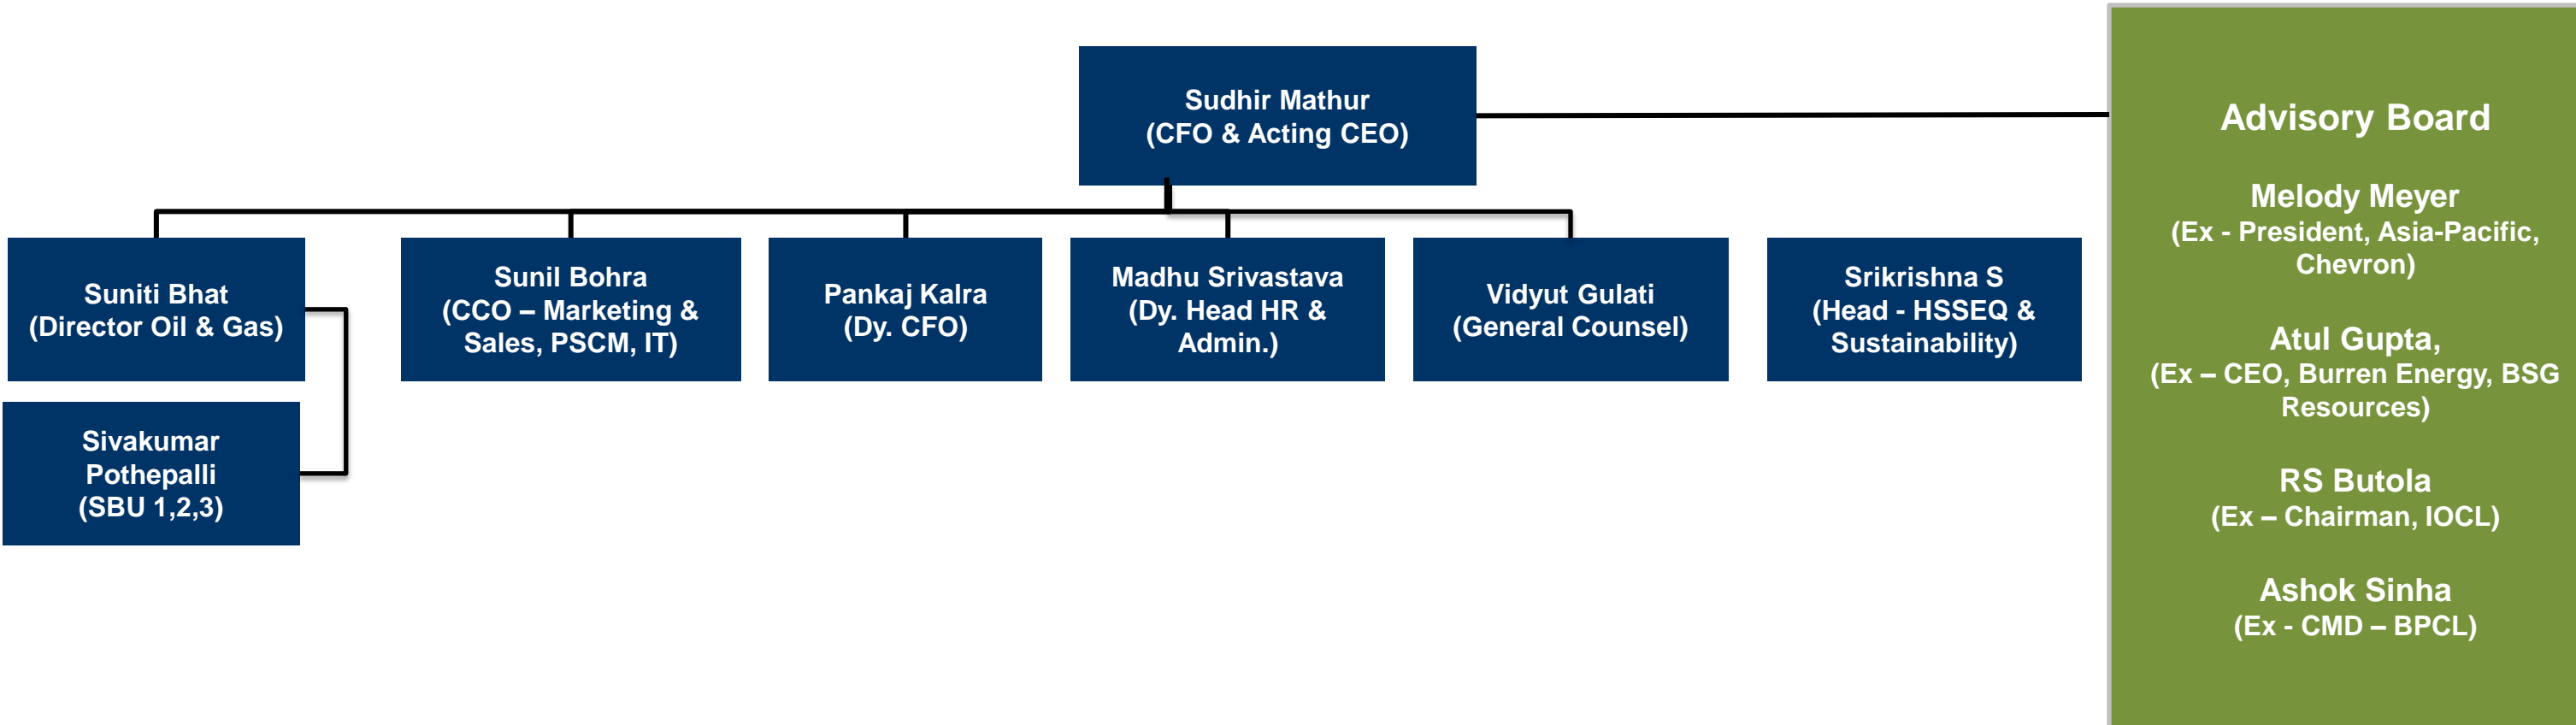 Sudhir Mathur
(CFO & Acting CEO)
Suniti Bhat
(Director Oil & Gas)
Sunil Bohra
(CCO – Marketing &
Sales, PSCM, IT)
Pankaj Kalra
(Dy. CFO)
Madhu Srivastava
(Dy. Head HR &
Admin.)
Vidyut Gulati
(General Counsel)
Srikrishna S
(Head - HSSEQ &
Sustainability)
Sivakumar
Pothepalli
(SBU 1,2,3)
Advisory Board
Melody Meyer
(Ex - President, Asia-Pacific,
Chevron)
Atul Gupta,
(Ex – CEO, Burren Energy, BSG
Resources)
RS Butola
(Ex – Chairman, IOCL)
Ashok Sinha
(Ex - CMD – BPCL)